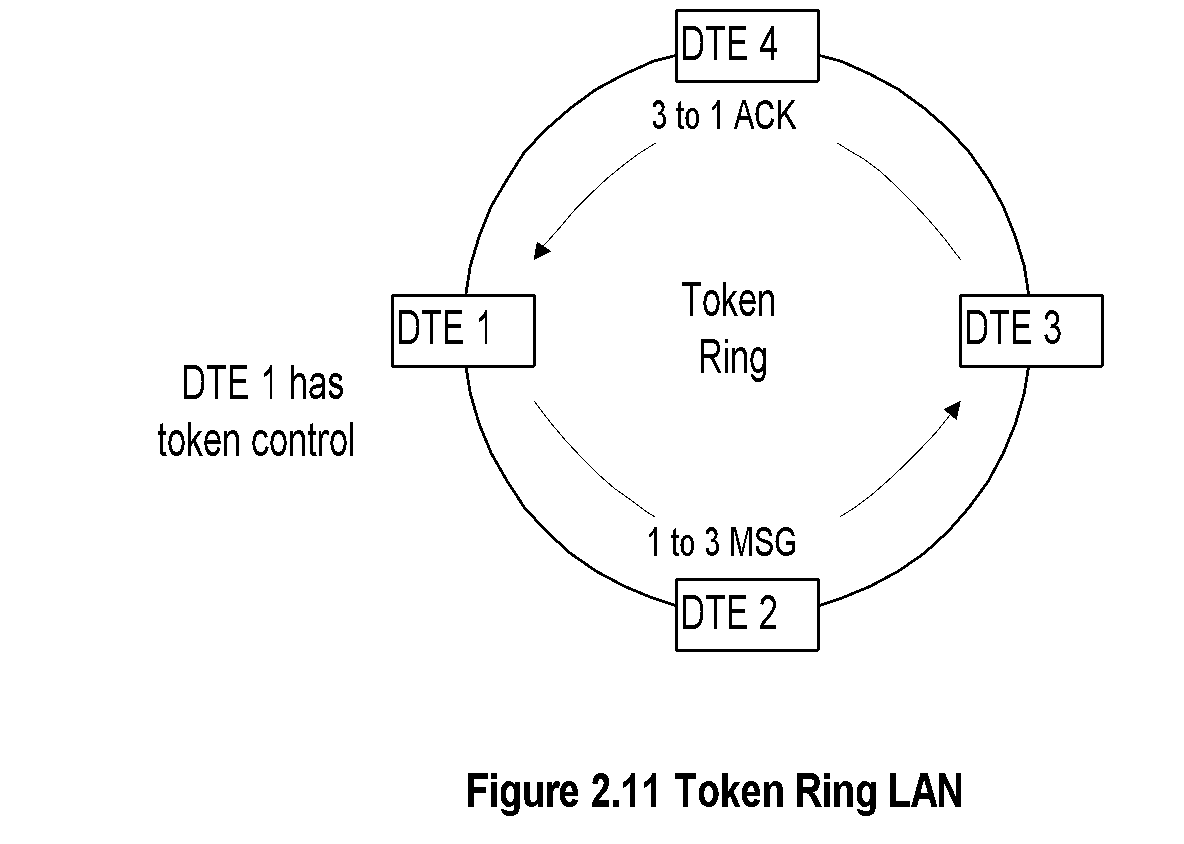 DTE 4
3 to 1 ACK
Token
Ring
DTE 1
DTE 3
DTE 1 has
token control
1 to 3 MSG
DTE 2
Figure 2.11 Token Ring LAN